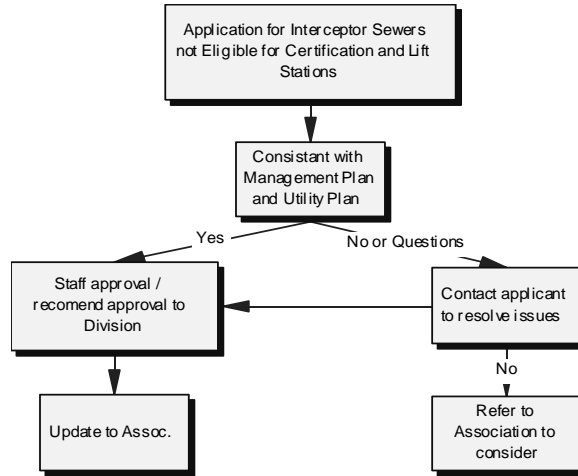 Application for Interceptor Sewers
not Eligible for Certification and Lift
Stations
Consistant with
Management Plan
and Utility Plan
Yes
No or Questions
Staff approval /
recomend approval to
Division
Contact applicant
to resolve issues
No
Update to Assoc.
Refer to
Association to
consider